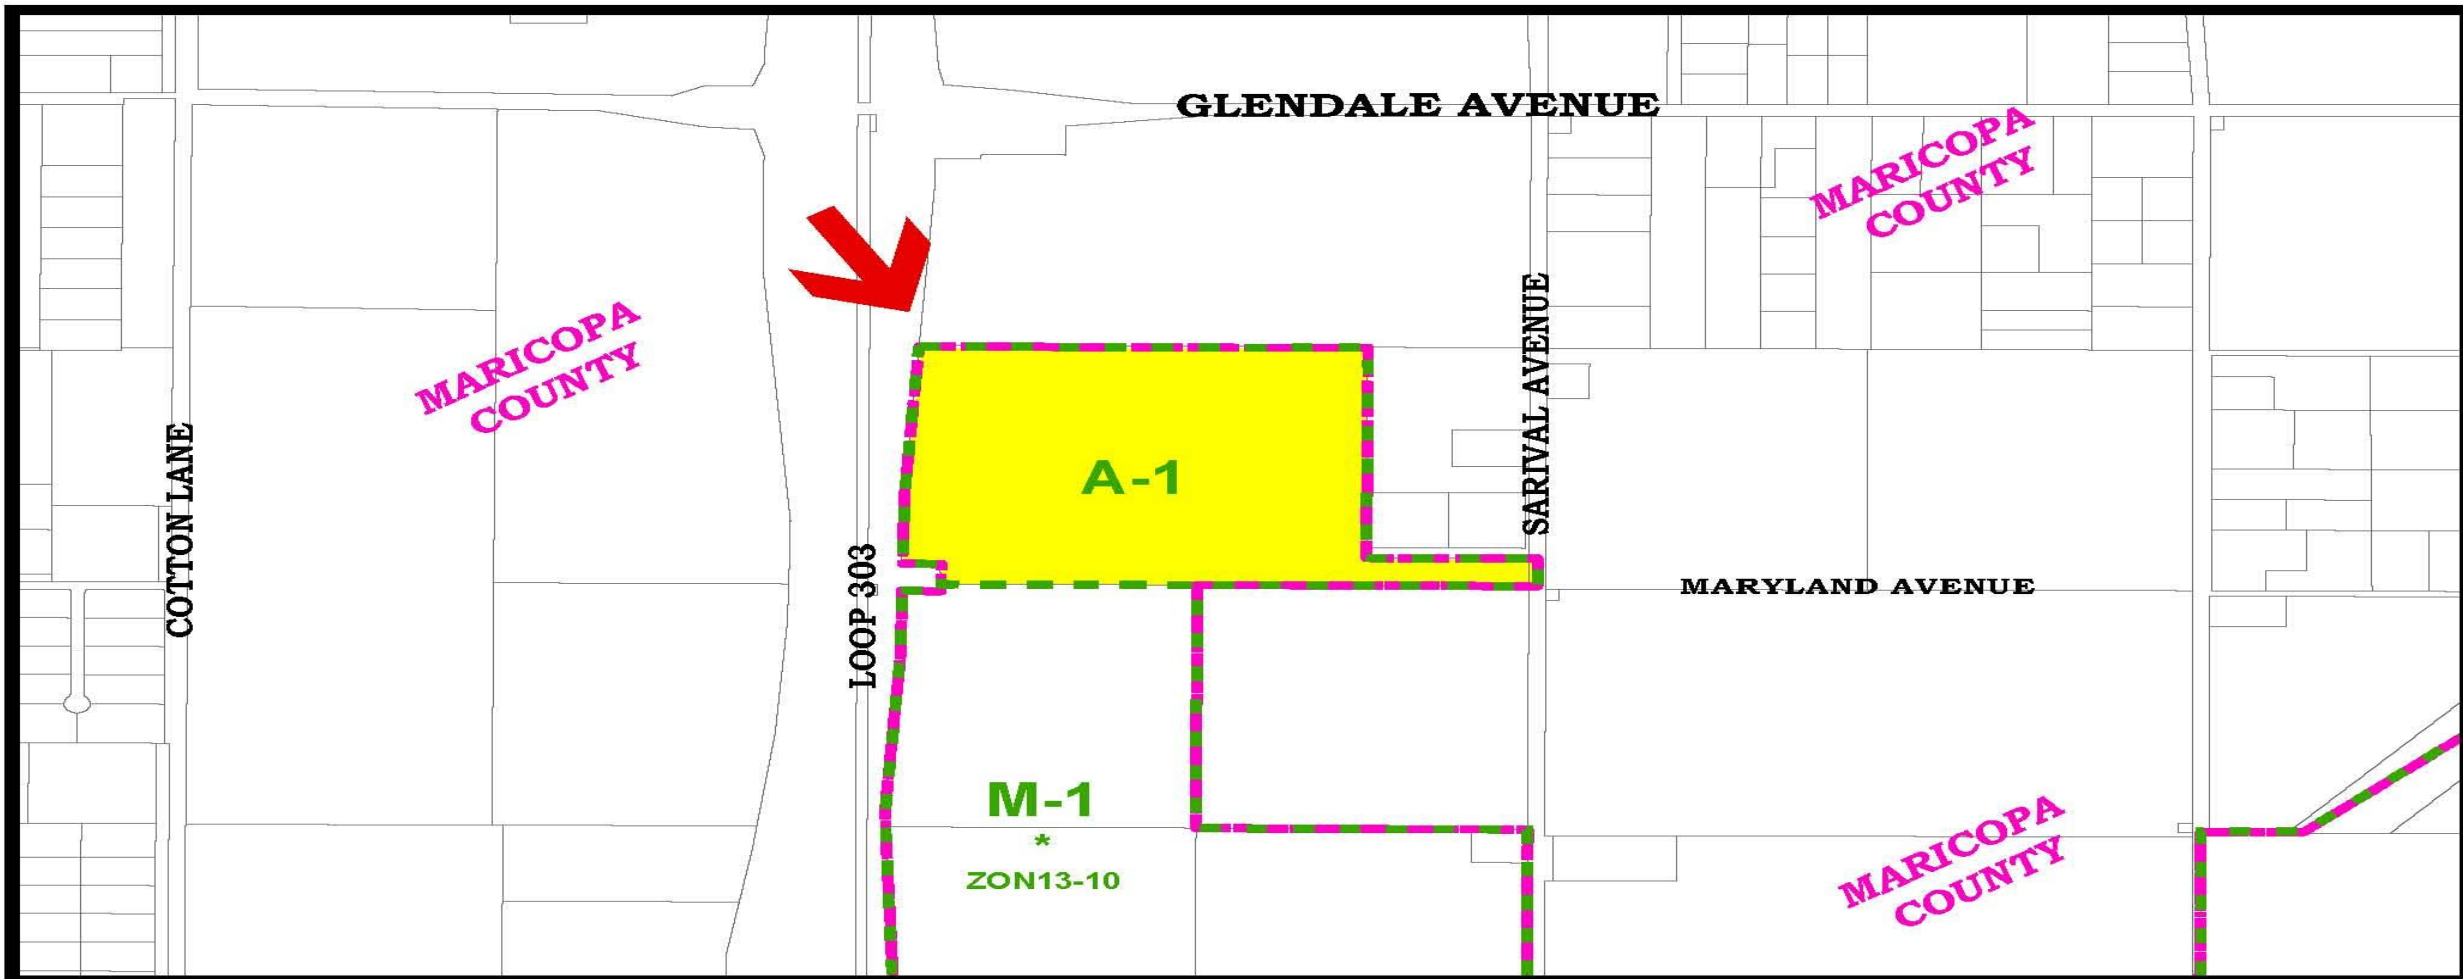 GLENDALE AVENUE
MARICOPA
COUNTY
MARICOPA
COUNTY
SARIVAL AVENUE
COTTON LANE
A-1
LOOP 303
MARYLAND AVENUE
M-1
*
ZON13-10
MARICOPA
COUNTY